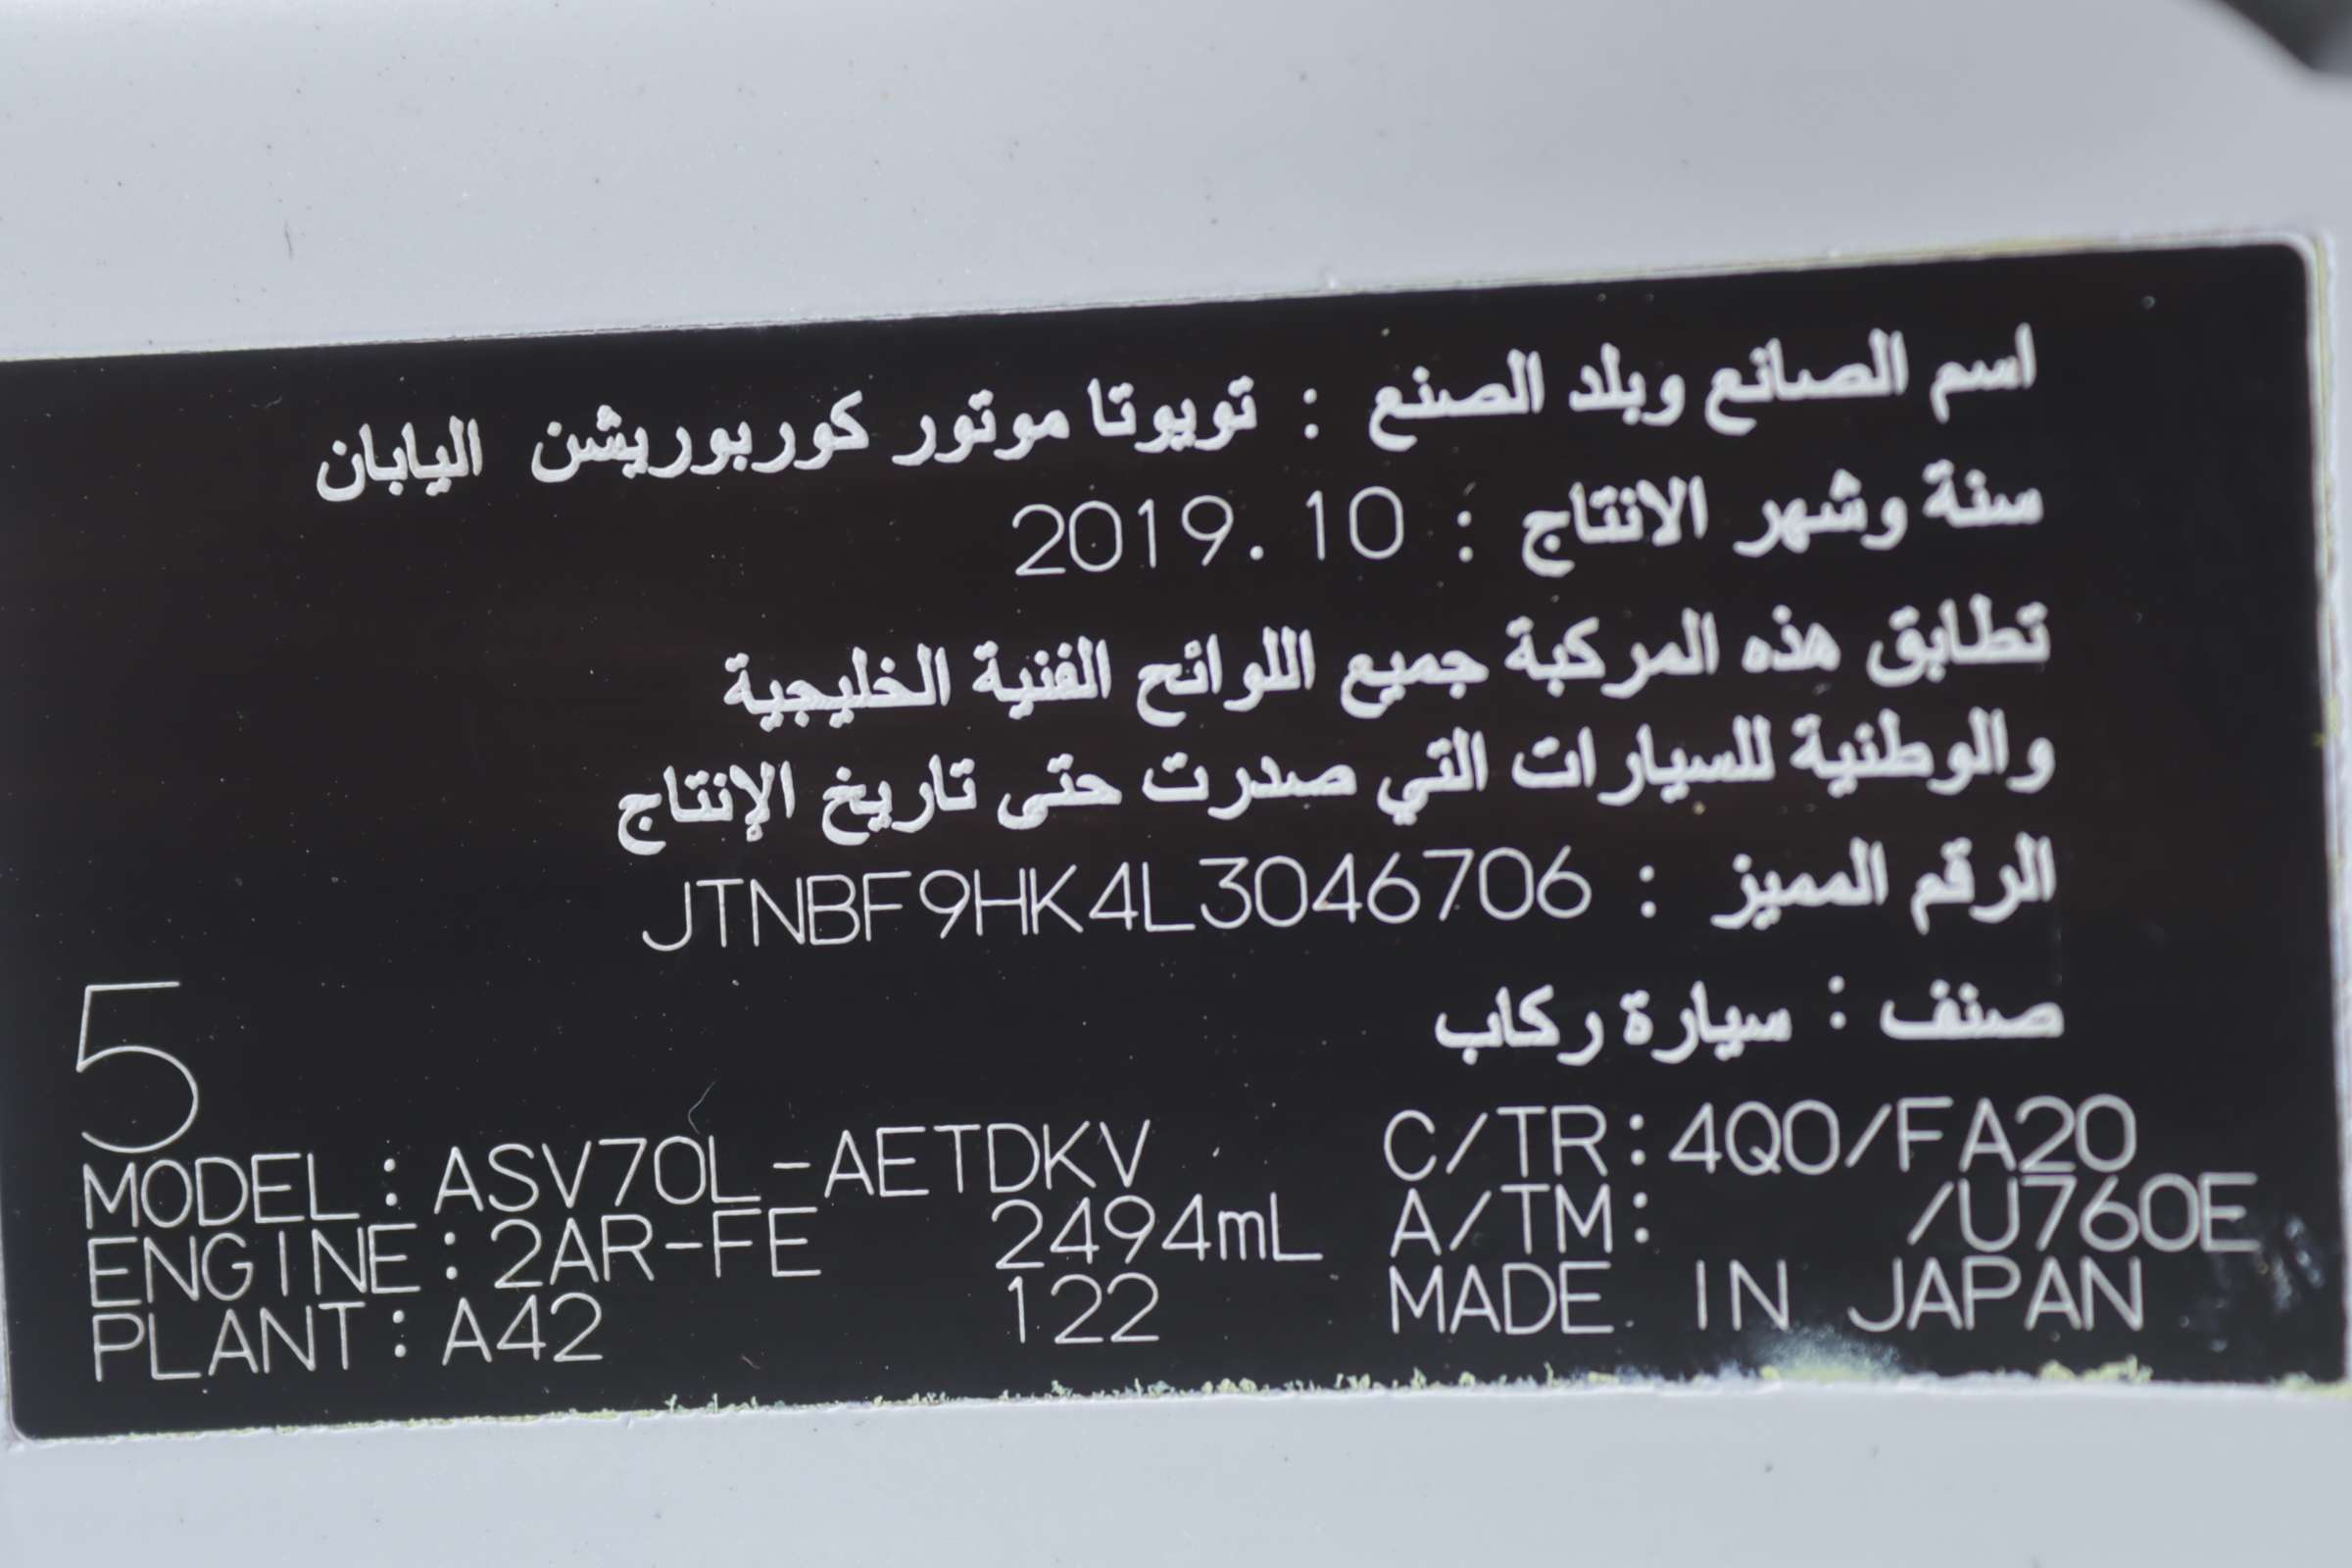 اسم الصانع وبلد الصنع : تويوتا موتور كوربوريشن اليابان
سنة وشهر الانتاج : 2019.10
تطابق هذه المركبة جميع اللوائح الفنية الخليجية
والوطنية للسيارات التي صدرت حتى تاريخ الإنتاج
الرقم المميز : JTNBF9HK4L3046706
صنف : سيارة ركاب
5
MODEL: ASV70L-AETDKV C/TR:4Q0/FA20
ENGINE: 2AR-FE 2494mL A/TM: /U760E
PLANT: A42 122 MADE IN JAPAN